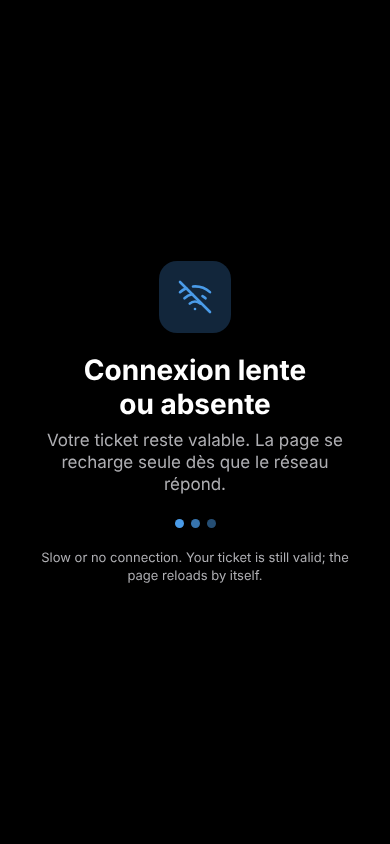 Connexion lente
ou absente
Votre ticket reste valable. La page se
recharge seule dès que le réseau
répond.
Slow or no connection. Your ticket is still valid; the
page reloads by itself.